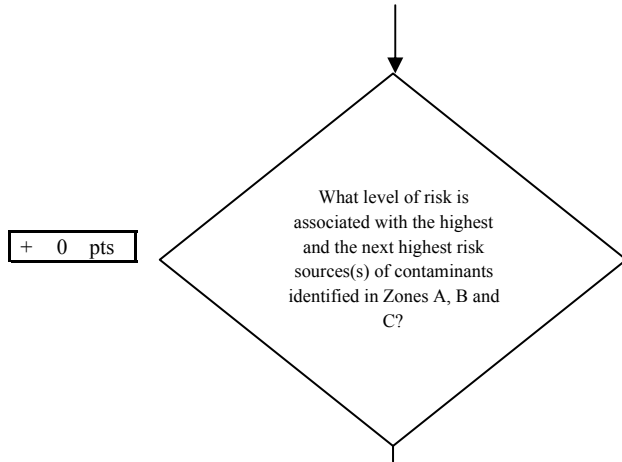 What level of risk is
associated with the highest
+ 0 pts
and the next highest risk
sources(s) of contaminants
identified in Zones A, B and
C?